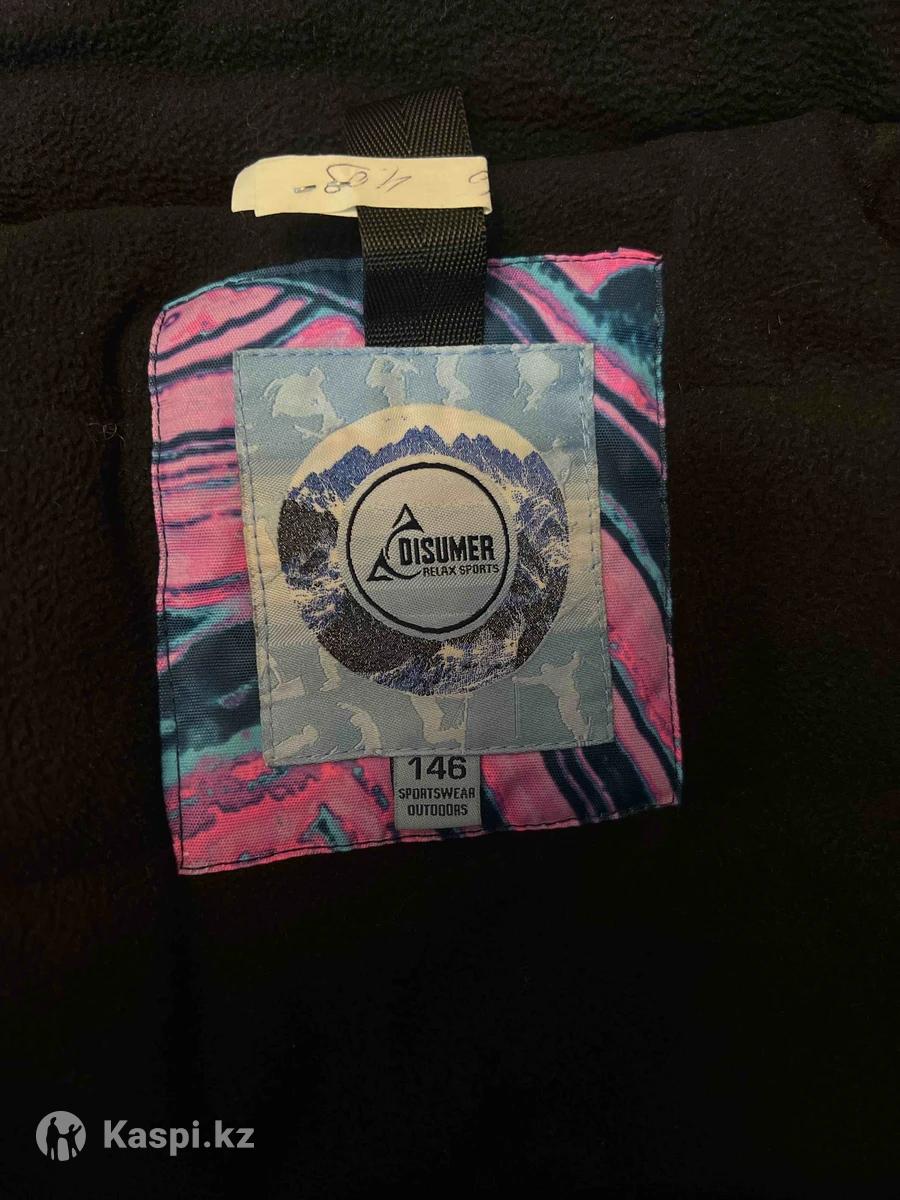 DISUMER
RELAX SPORTS
146
SPORTSWEAR
OUTDOORS
Kaspi.kz